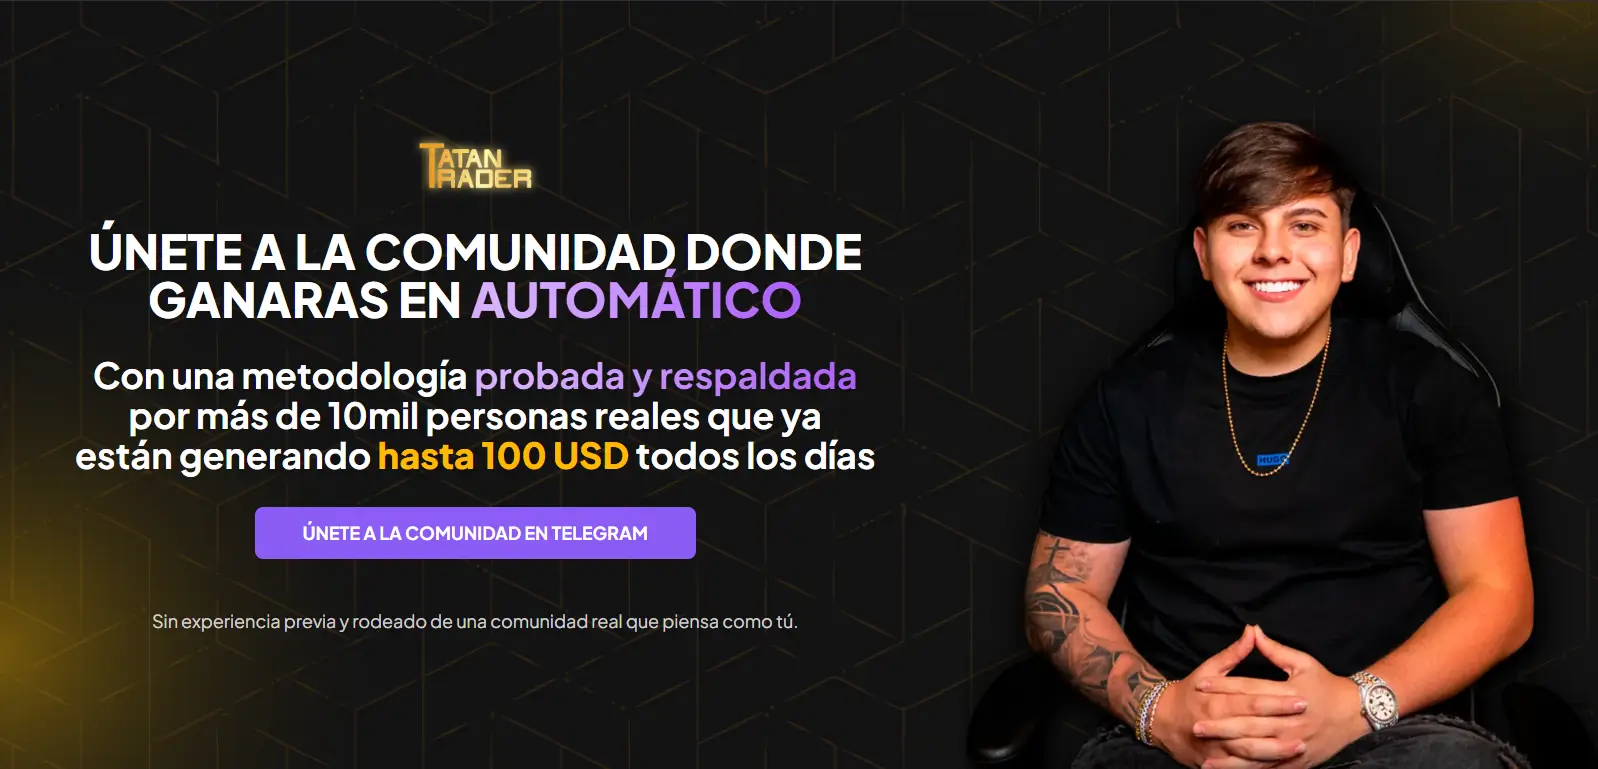 TATAN
TRADER
ÚNETE A LA COMUNIDAD DONDE
GANARAS EN AUTOMÁTICO
Con una metodología probada y respaldada
por más de 10mil personas reales que ya
están generando hasta 100 USD todos los días
ÚNETE A LA COMUNIDAD EN TELEGRAM
Sin experiencia previa y rodeado de una comunidad real que piensa como tú.
HUGO